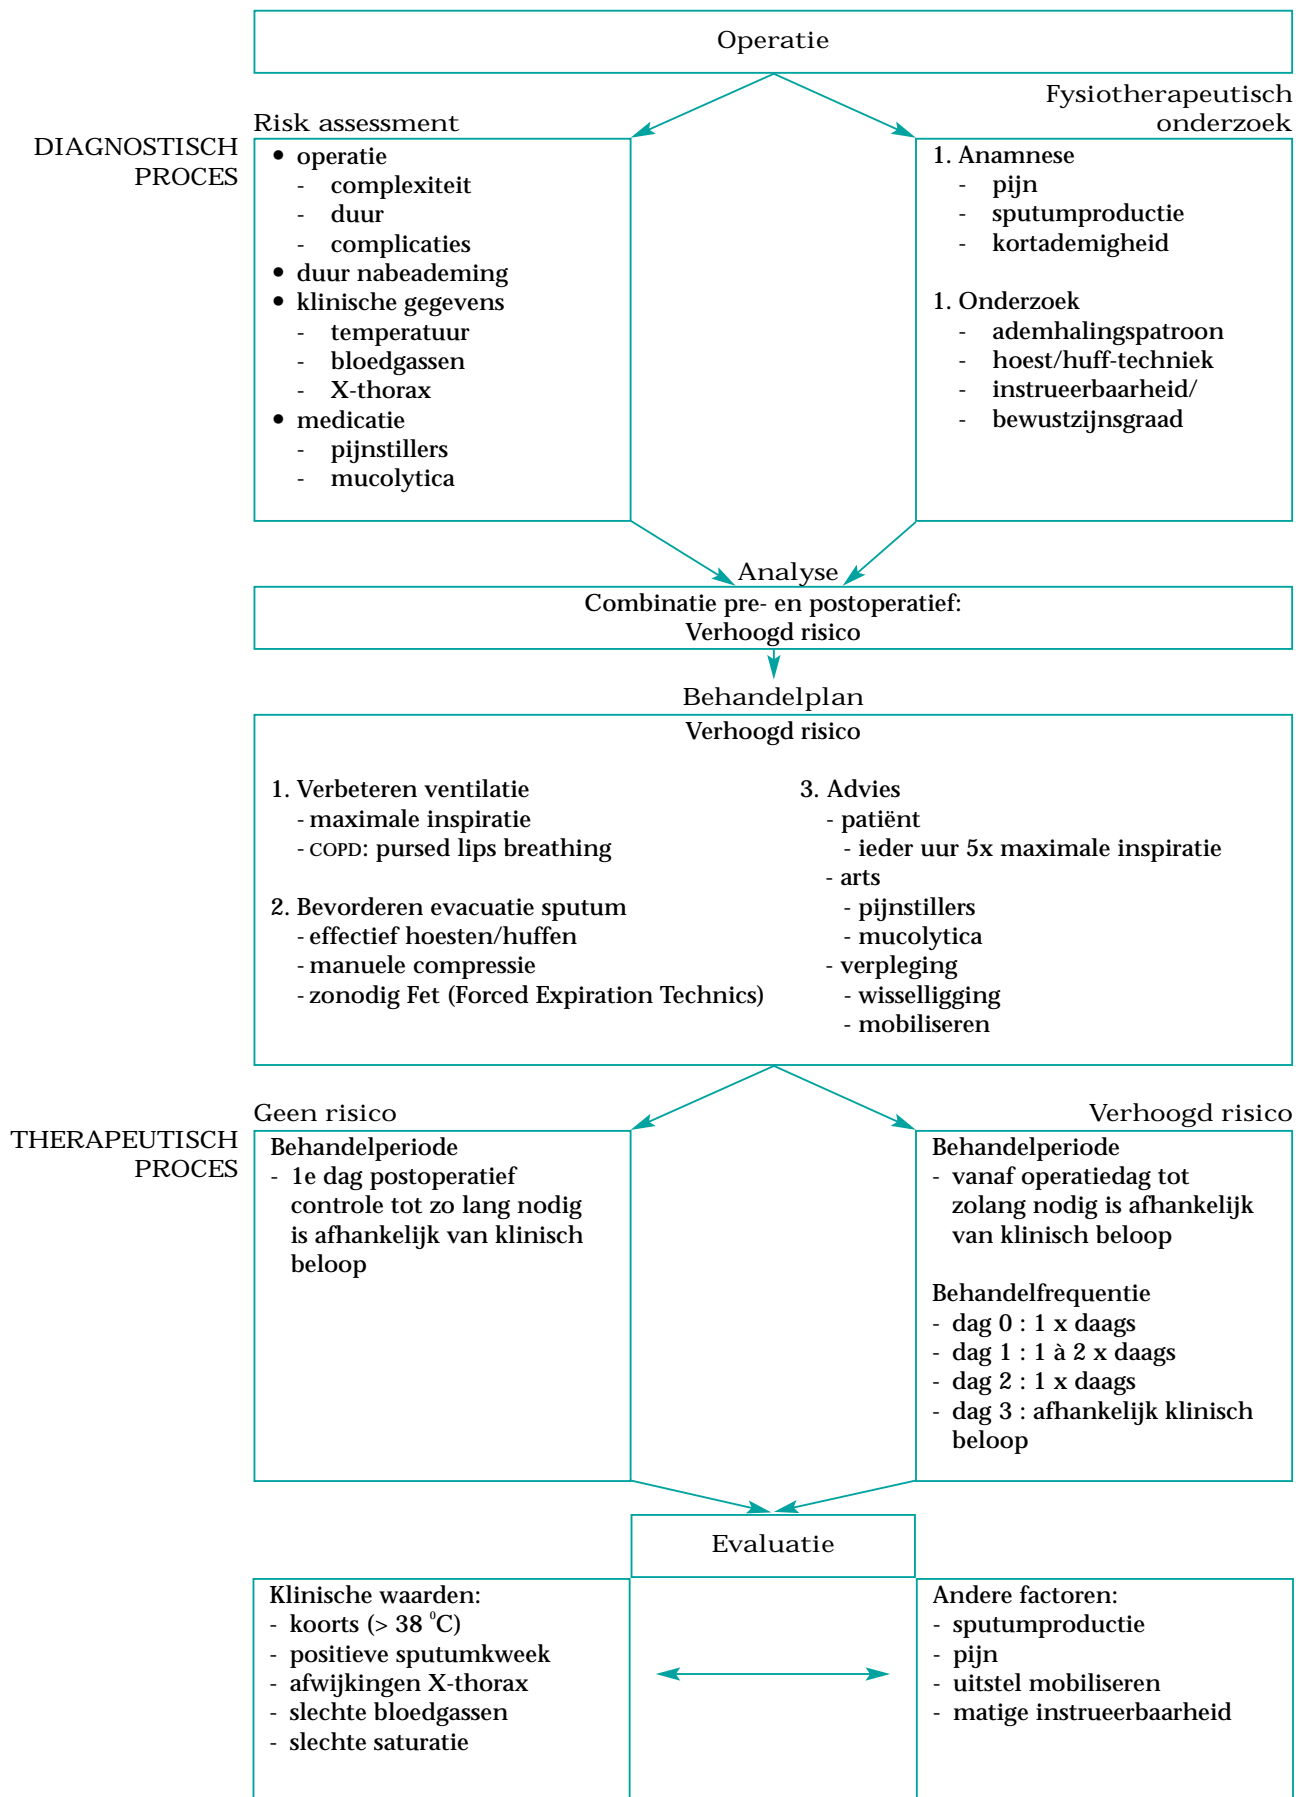 Operatie
DIAGNOSTISCH
PROCES
Risk assessment
• operatie
- complexiteit
- duur
- complicaties
• duur nabeademing
• klinische gegevens
- temperatuur
- bloedgassen
- X-thorax
• medicatie
- pijnstillers
- mucolytica
Fysiotherapeutisch
onderzoek
1. Anamnese
- pijn
- sputumproductie
- kortademigheid
1. Onderzoek
- ademhalingspatroon
- hoest/huff-techniek
- instrueerbaarheid/
- bewustzijnsgraad
Analyse
Combinatie pre- en postoperatief:
Verhoogd risico
Behandelplan
Verhoogd risico
1. Verbeteren ventilatie
- maximale inspiratie
- COPD: pursed lips breathing
2. Bevorderen evacuatie sputum
- effectief hoesten/huffen
- manuele compressie
- zonodig Fet (Forced Expiration Technics)
3. Advies
- patiënt
- ieder uur 5x maximale inspiratie
- arts
- pijnstillers
- mucolytica
- verpleging
- wisselligging
- mobiliseren
THERAPEUTISCH
PROCES
Geen risico
Behandelperiode
- 1e dag postoperatief
controle tot zo lang nodig
is afhankelijk van klinisch
beloop
Verhoogd risico
Behandelperiode
- vanaf operatiedag tot
zolang nodig is afhankelijk
van klinisch beloop
Behandelfrequentie
- dag 0 : 1 x daags
- dag 1 : 1 à 2 x daags
- dag 2 : 1 x daags
- dag 3 : afhankelijk klinisch
beloop
Evaluatie
Klinische waarden:
- koorts (> 38 ⁰C)
- positieve sputumkweek
- afwijkingen X-thorax
- slechte bloedgassen
- slechte saturatie
Andere factoren:
- sputumproductie
- pijn
- uitstel mobiliseren
- matige instrueerbaarheid